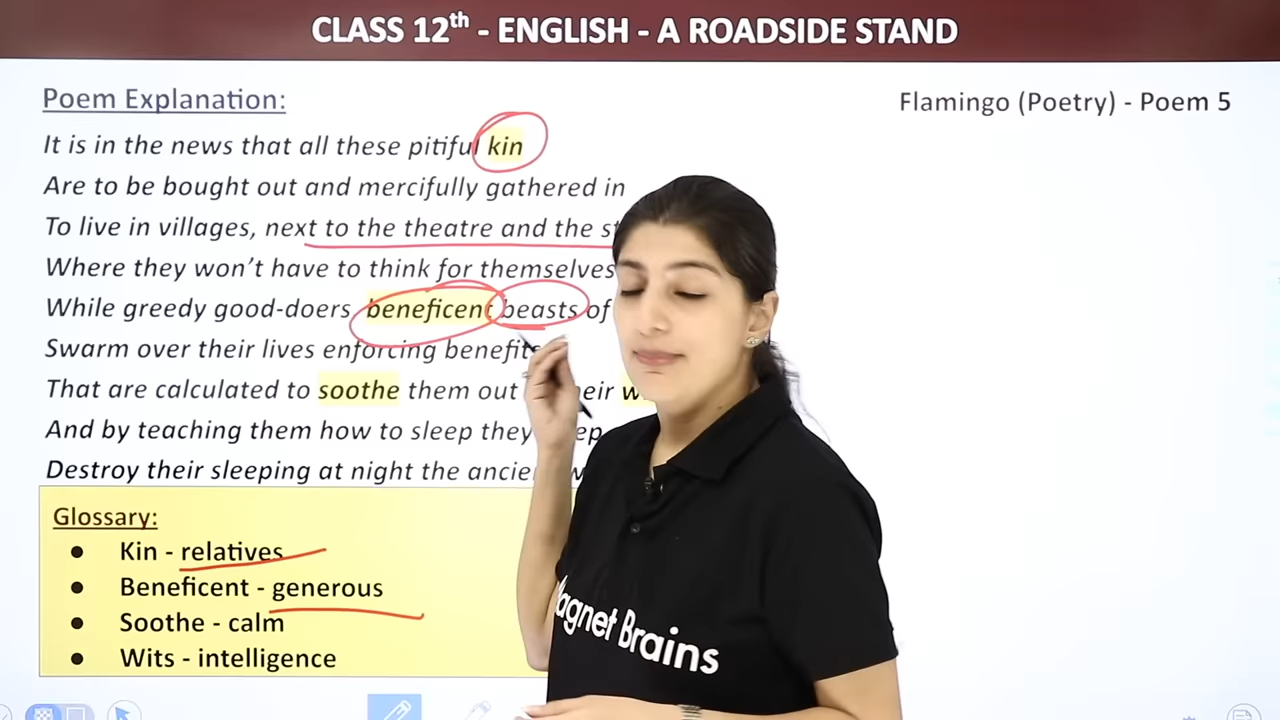 CLASS 12th - ENGLISH - A ROADSIDE STAND
Poem Explanation:
Flamingo (Poetry) - Poem 5
It is in the news that all these pitiful kin
Are to be bought out and mercifully gathered in
To live in villages, next to the theatre and the
Where they won't have to think for themselves
While greedy good-doers, beneficent beasts of
Swarm over their lives enforcing benefits
That are calculated to soothe them out
And by teaching them how to sleep they
Destroy their sleeping at night the
Glossary:
● Kin - relatives
● Beneficent - generous
● Soothe - calm
● Wits - intelligence
Magnet Brains